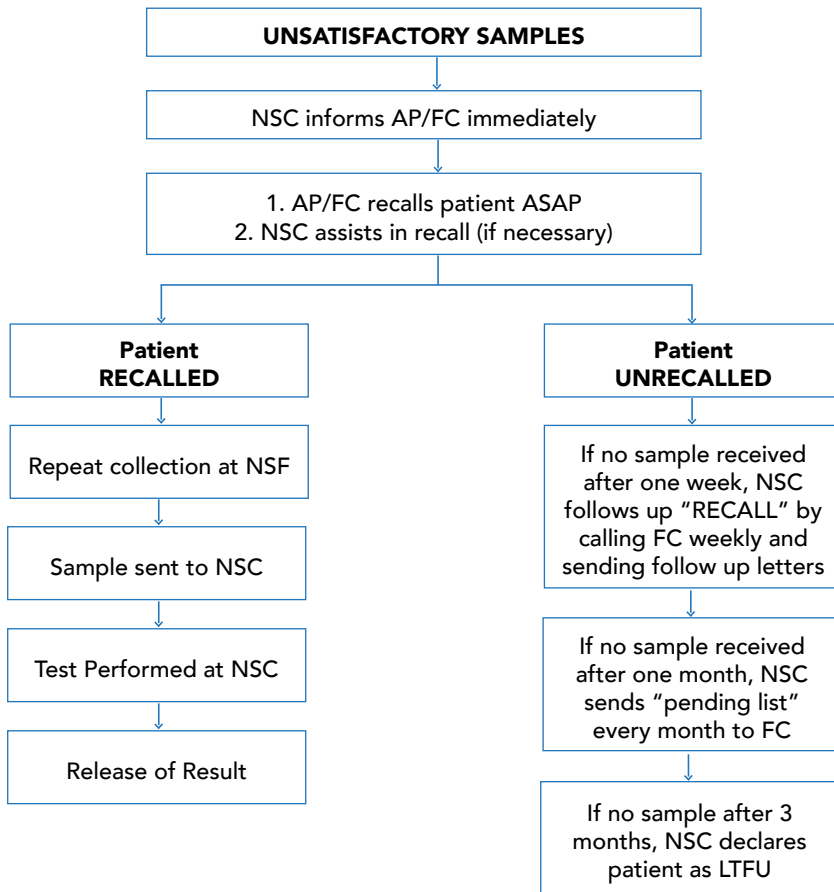 UNSATISFACTORY SAMPLES
NSC informs AP/FC immediately
1. AP/FC recalls patient ASAP
2. NSC assists in recall (if necessary)
Patient
RECALLED
Repeat collection at NSF
Sample sent to NSC
Test Performed at NSC
Release of Result
Patient
UNRECALLED
If no sample received
after one week, NSC
follows up “RECALL” by
calling FC weekly and
sending follow up letters
If no sample received
after one month, NSC
sends “pending list”
every month to FC
If no sample after 3
months, NSC declares
patient as LTFU